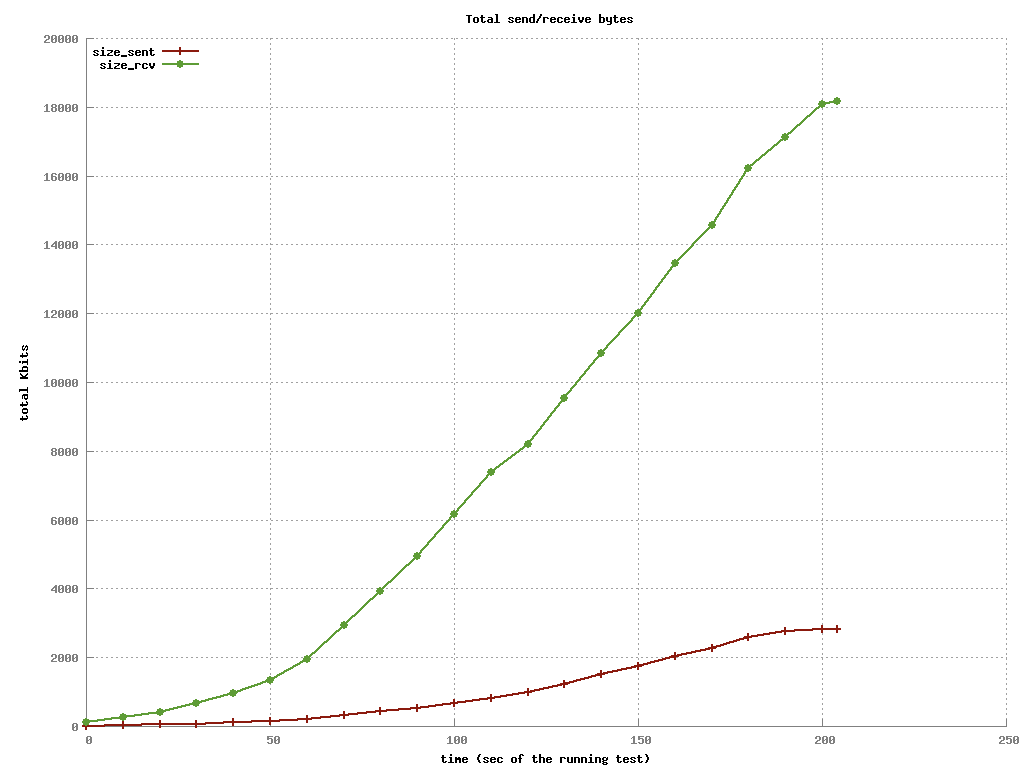 Total send/receive bytes
size_sent
size_rcv
20000
18000
16000
14000
12000
10000
8000
6000
4000
2000
0
total Kbits
0 50 100 150 200 250
time (sec of the running test)